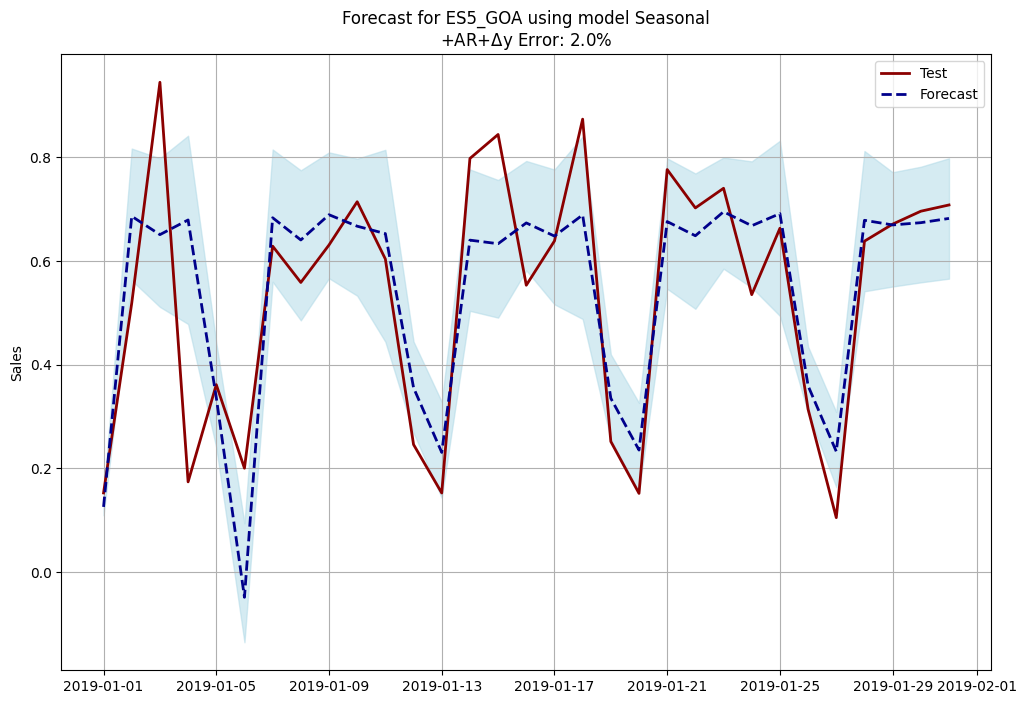 Forecast for ES5_GOA using model Seasonal
+AR+Δy Error: 2.0%
Test
Forecast
Sales
0.8
0.6
0.4
0.2
0.0
2019-01-01 2019-01-05 2019-01-09 2019-01-13 2019-01-17 2019-01-21 2019-01-25 2019-01-29 2019-02-01